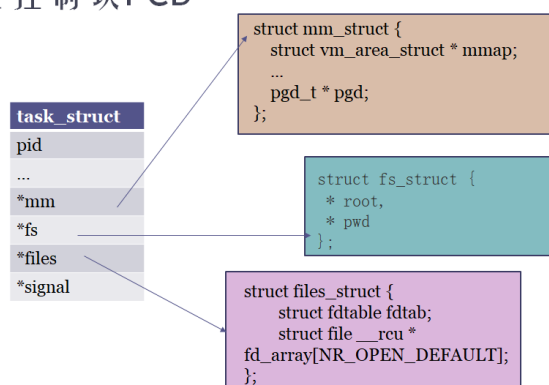 PCB
struct mm_struct {
struct vm_area_struct * mmap;
...
pgd_t * pgd;
};
task_struct
pid
...
*mm
*fs
*files
*signal
struct fs_struct {
* root,
* pwd
};
struct files_struct {
struct fdtable fdtab;
struct file __rcu *
fd_array[NR_OPEN_DEFAULT];
};